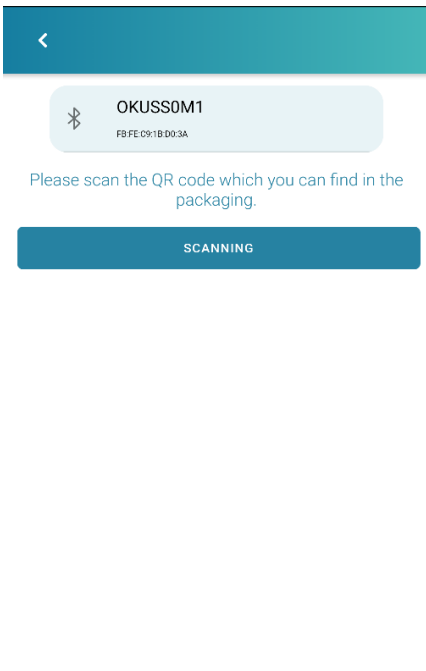 OKUSS0M1
FB:FE:C9:1B:D0:3A
Please scan the QR code which you can find in the
packaging.
SCANNING